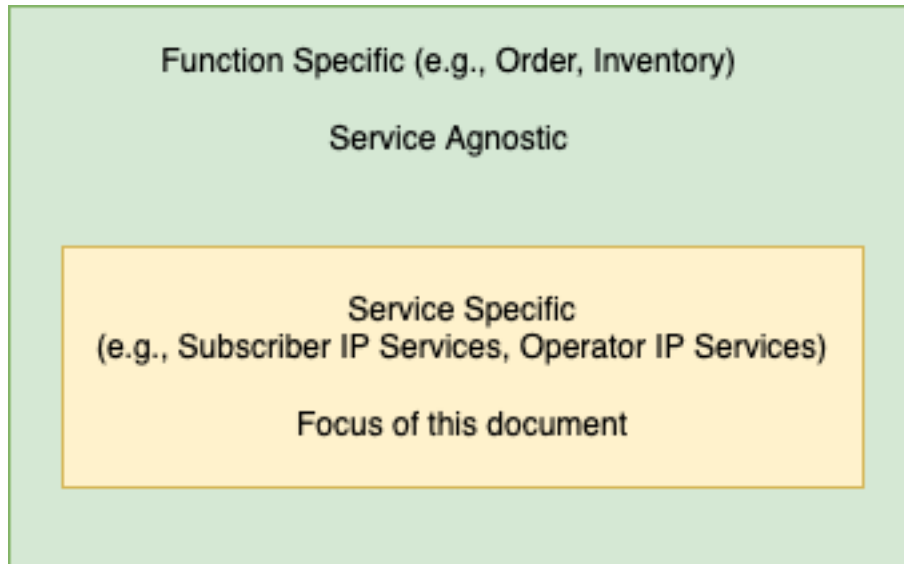 Function Specific (e.g., Order, Inventory)
Service Agnostic
Service Specific
(e.g., Subscriber IP Services, Operator IP Services)
Focus of this document